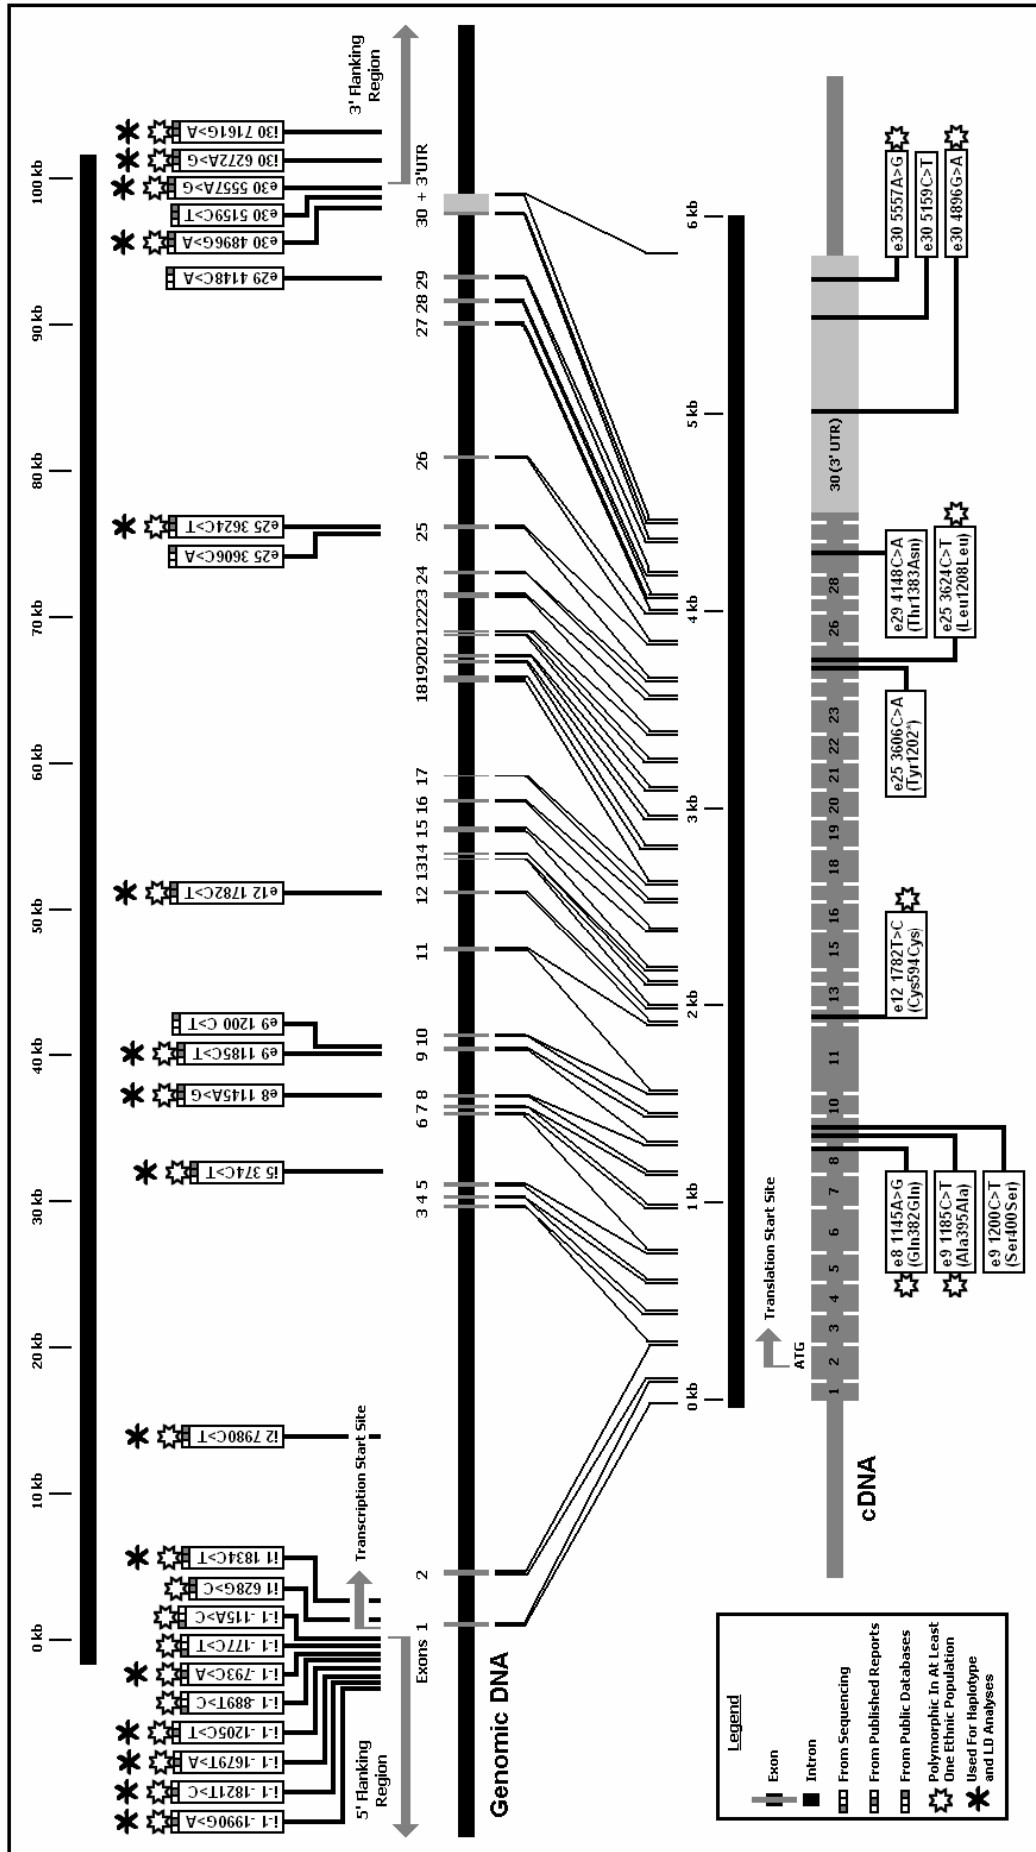 0 kb
10 kb
20 kb
30 kb
40 kb
50 kb
60 kb
70 kb
80 kb
90 kb
100 kb
i-1 -1990G>A
i-1 -1821T>C
i-1 -1679T>A
i-1 -1205C>T
i-1 -889T>C
i-1 -793C>A
i-1 -177C>T
i-1 -115A>C
i1 628G>C
i1 1834C>T
i2 7980C>T
i5 374C>T
e8 1145A>G
e9 1185C>T
e9 1200 C>T
e12 1782C>T
e25 3606C>A
e25 3624C>T
e29 4148C>A
e30 4896G>A
e30 5159C>T
e30 5557A>G
i30 6272A>G
i30 7161G>A
5' Flanking
Region
Transcription Start Site
3' Flanking
Region
Exons 1 2 3 4 5 6 7 8 9 10 11 12 13 14 15 16 17 18 19 20 21 22 23 24 25 26 27 28 29 30 + 3'UTR
Genomic DNA
0 kb
1 kb
2 kb
3 kb
4 kb
5 kb
6 kb
Translation Start Site
ATG
1 2 3 4 5 6 7 8 10 11 13 15 16 18 19 20 21 22 23 26 28 30 (3' UTR)
cDNA
e8 1145A>G
(Gln382Gln)
e9 1185C>T
(Ala395Ala)
e9 1200C>T
(Ser400Ser)
e12 1782T>C
(Cys594Cys)
e25 3606C>A
(Tyr1202*)
e29 4148C>A
(Thr1383Asn)
e25 3624C>T
(Leu1208Leu)
e30 5557A>G
e30 5159C>T
e30 4896G>A
Legend
Exon
Intron
From Sequencing
From Published Reports
From Public Databases
Polymorphic In At Least
One Ethnic Population
Used For Haplotype
and LD Analyses